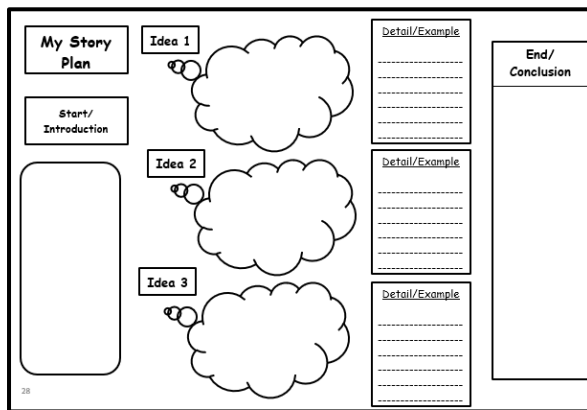 My Story
Plan
Start/
Introduction
Idea 1
Detail/Example
Idea 2
Detail/Example
Idea 3
Detail/Example
End/
Conclusion
28